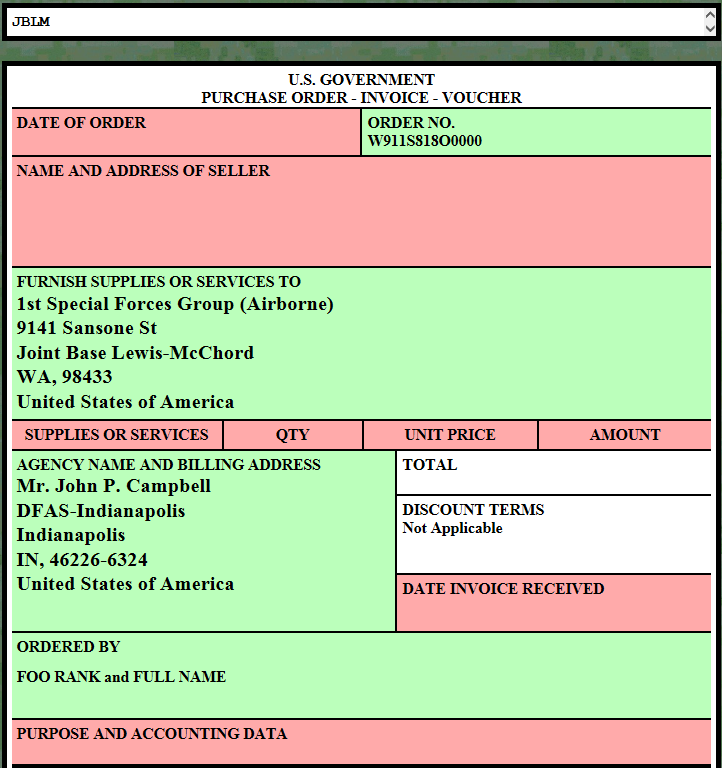 JBLM
U.S. GOVERNMENT
PURCHASE ORDER - INVOICE - VOUCHER
DATE OF ORDER
ORDER NO.
W911S818O0000
NAME AND ADDRESS OF SELLER
FURNISH SUPPLIES OR SERVICES TO
1st Special Forces Group (Airborne)
9141 Sansone St
Joint Base Lewis-McChord
WA, 98433
United States of America
SUPPLIES OR SERVICES
QTY
UNIT PRICE
AMOUNT
AGENCY NAME AND BILLING ADDRESS
Mr. John P. Campbell
DFAS-Indianapolis
Indianapolis
IN, 46226-6324
United States of America
TOTAL
DISCOUNT TERMS
Not Applicable
DATE INVOICE RECEIVED
ORDERED BY
FOO RANK and FULL NAME
PURPOSE AND ACCOUNTING DATA